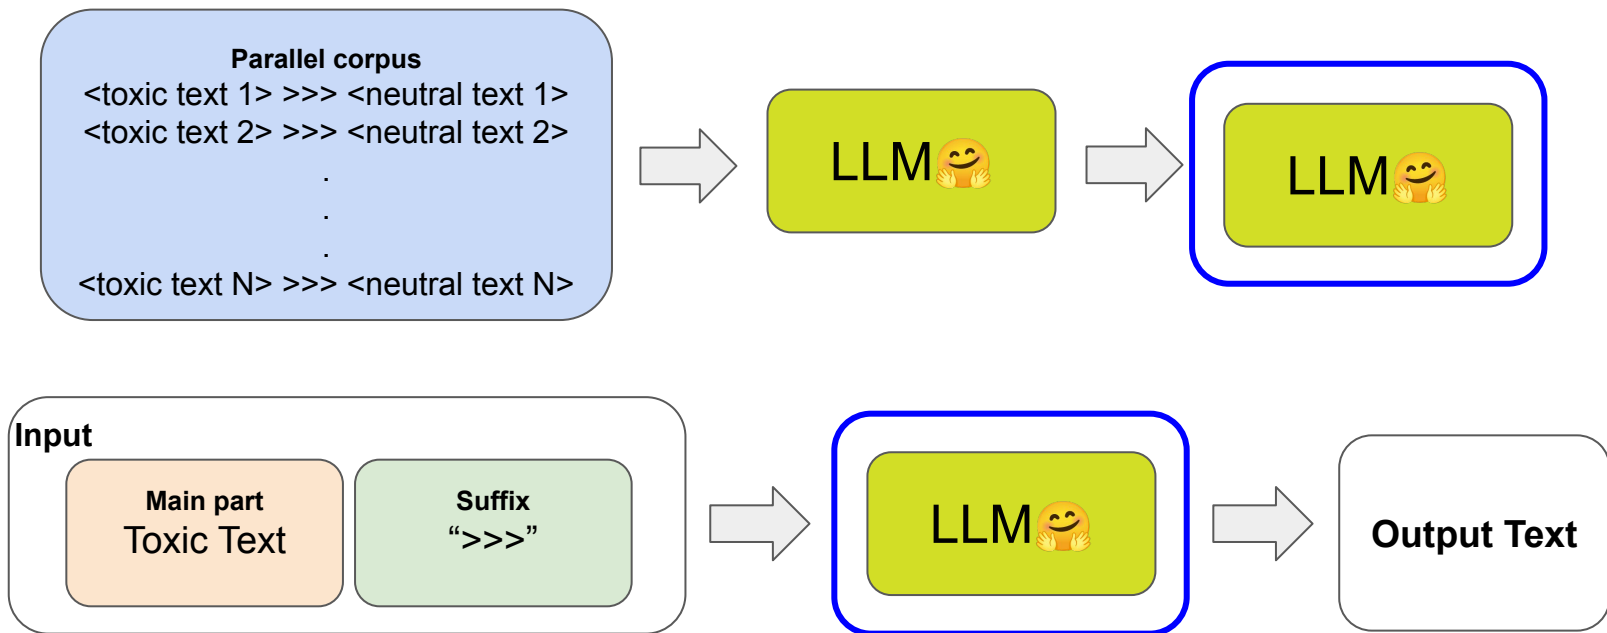 Parallel corpus
<toxic text 1> >>> <neutral text 1>
<toxic text 2> >>> <neutral text 2>
.
.
.
<toxic text N> >>> <neutral text N>
LLM🤗
LLM🤗
Input
Main part
Toxic Text
Suffix
“>>>”
LLM🤗
Output Text